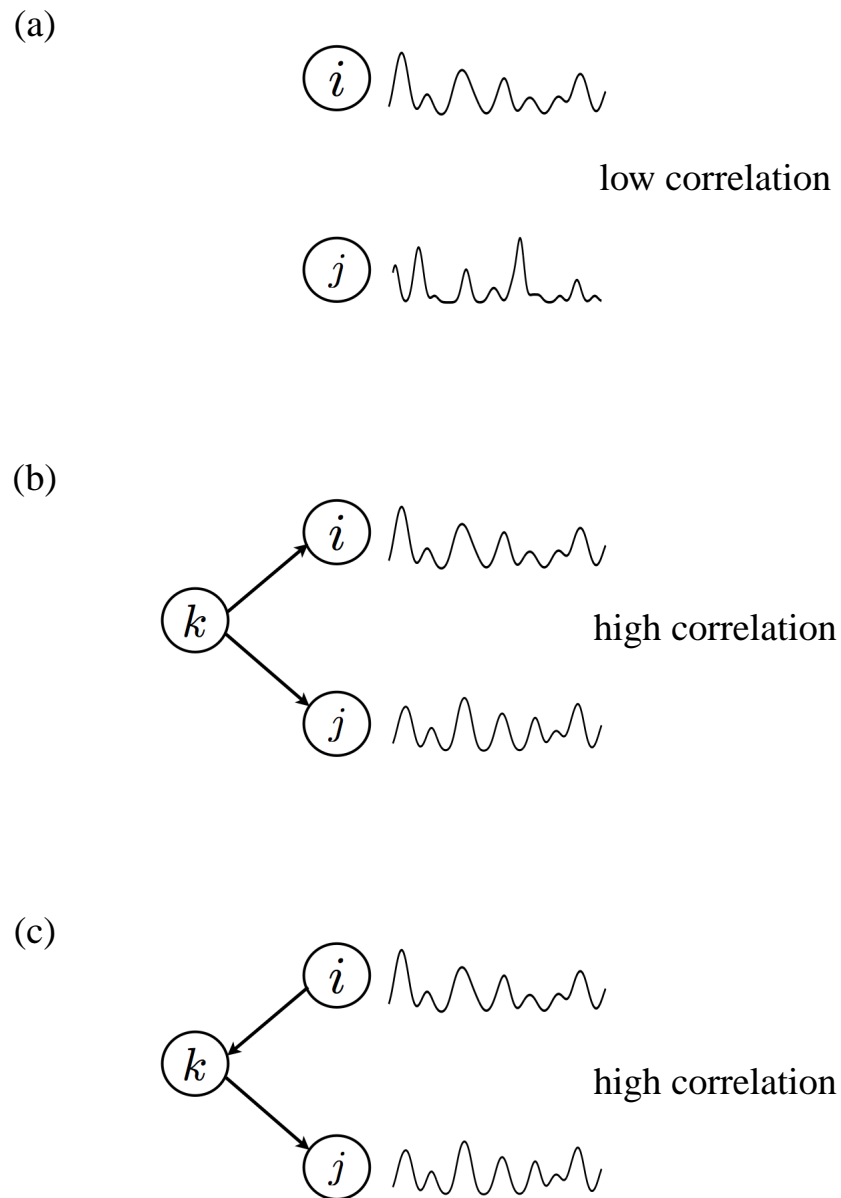 (a)
i
low correlation
j
(b)
i
k
high correlation
j
(c)
i
k
high correlation
j